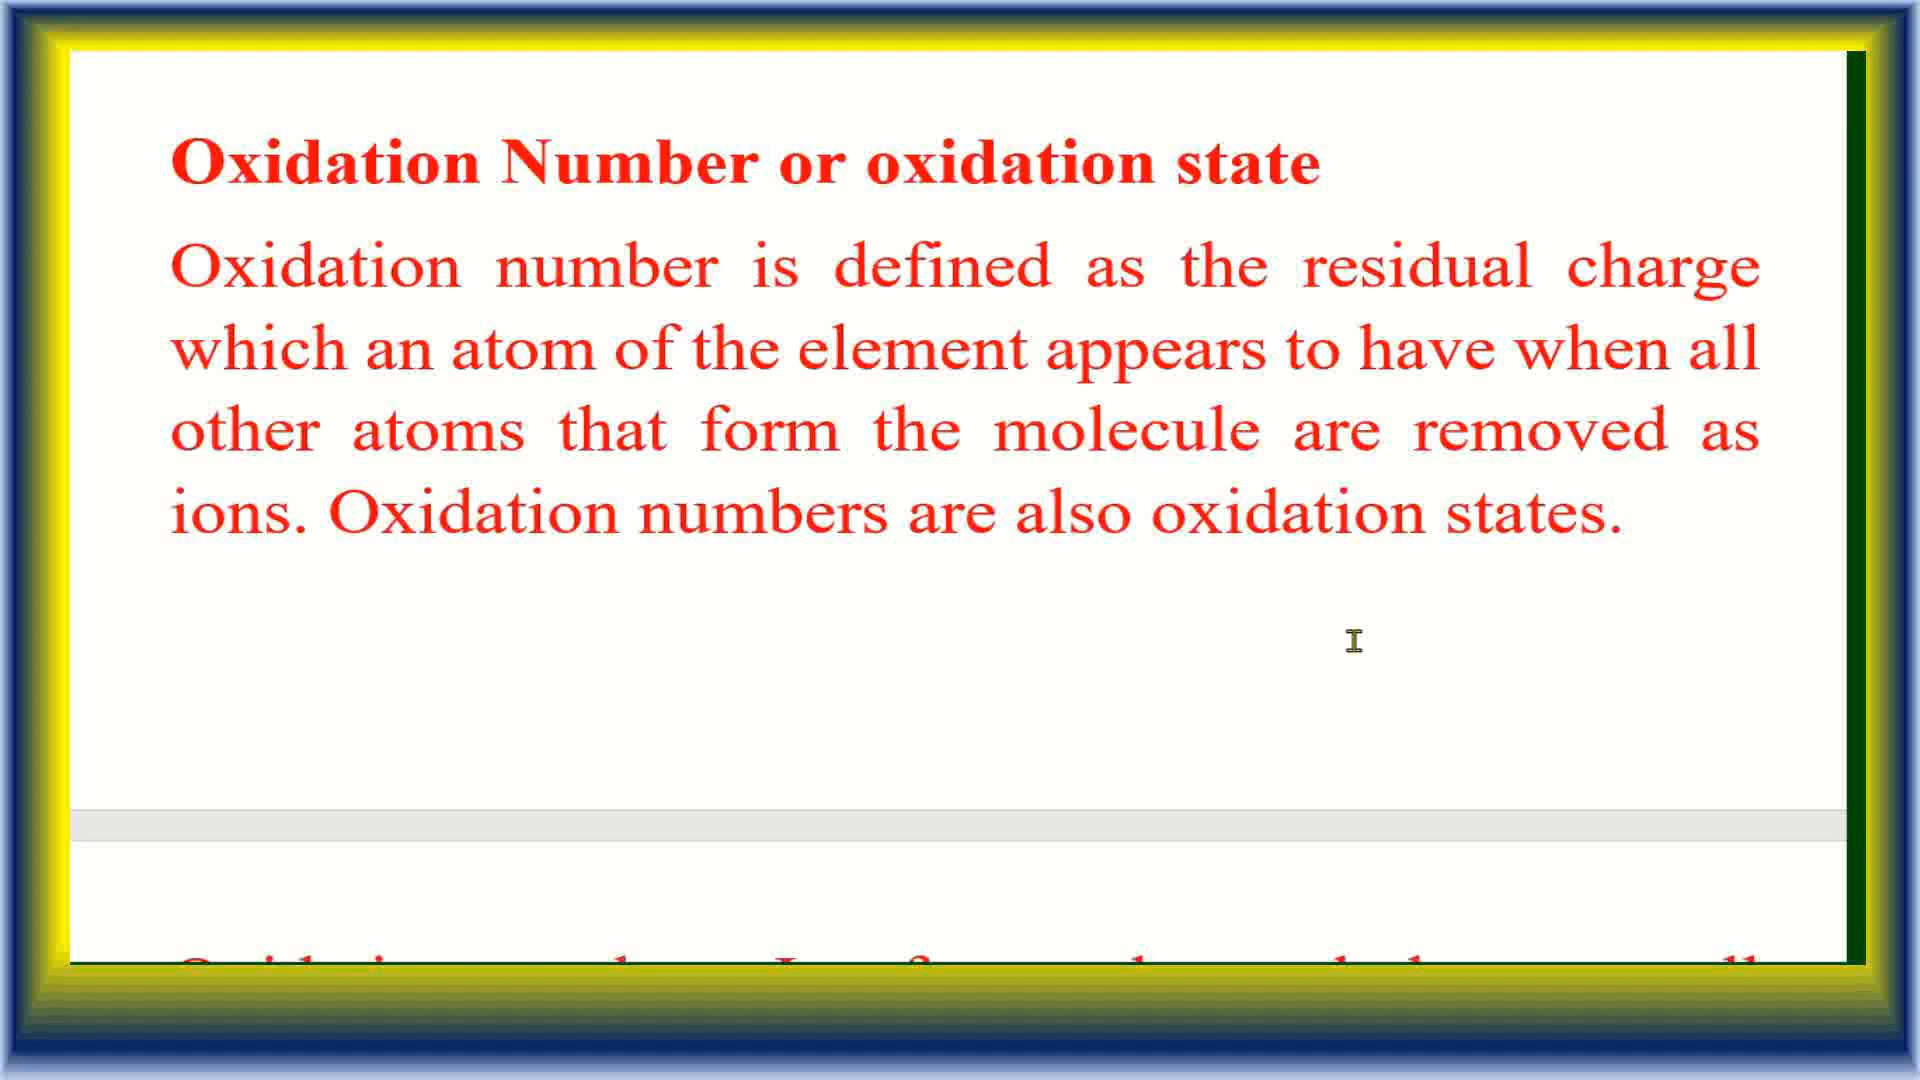 Oxidation Number or oxidation state
Oxidation number is defined as the residual charge
which an atom of the element appears to have when all
other atoms that form the molecule are removed as
ions. Oxidation numbers are also oxidation states.